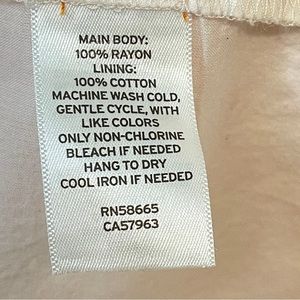 MAIN BODY:
100% RAYON
LINING:
100% COTTON
MACHINE WASH COLD,
GENTLE CYCLE, WITH
LIKE COLORS
ONLY NON-CHLORINE
BLEACH IF NEEDED
HANG TO DRY
COOL IRON IF NEEDED
RN58665
CA57963